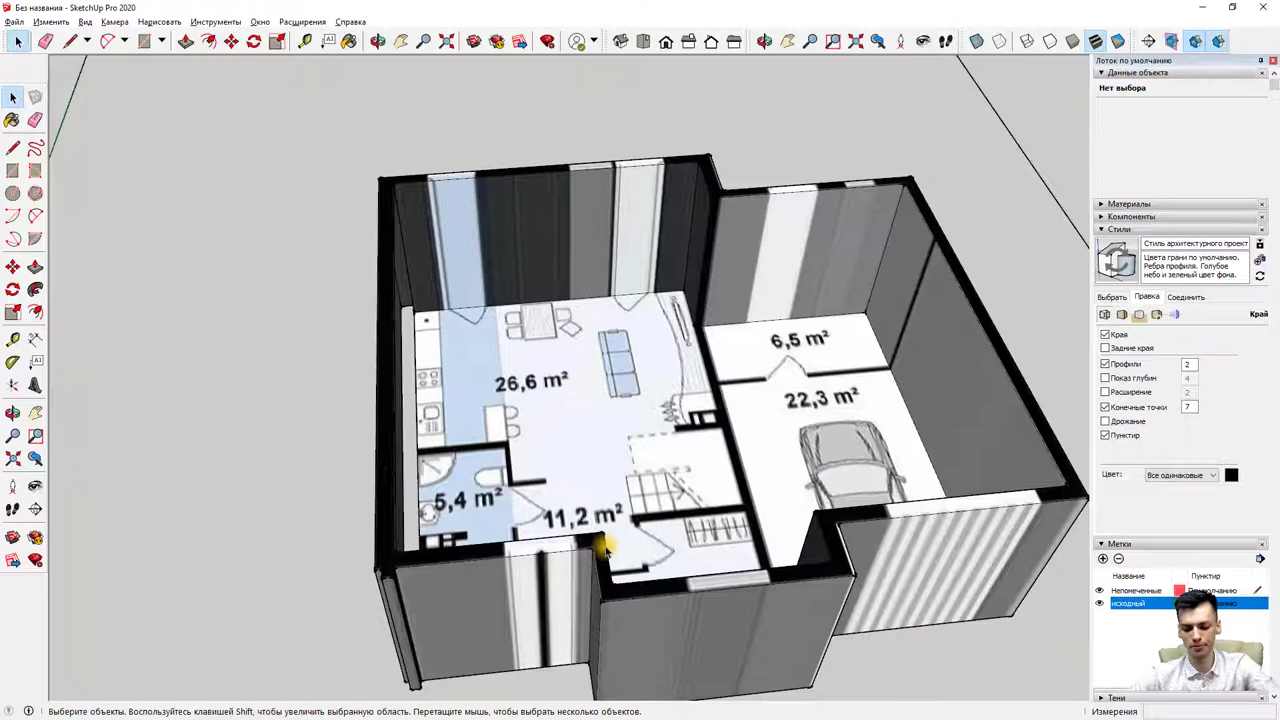 Без названия - SketchUp Pro 2020
Файл Изменить Вид Камера Нарисовать Инструменты Окно Расширения Справка
Лоток по умолчанию
Данные объекта
Нет выбора
Материалы
Компоненты
Стили
Стиль архитектурного проект
Цвета грани по умолчанию.
Ребра профиля. Голубое
небо и зеленый цвет фона.
Выбрать Правка Соединить
Край
Края
Задние края
Профили 2
Показ глубин 4
Расширение 2
Конечные точки 7
Дрожание
Пунктир
Цвет: Все одинаковые
Метки
Название Пунктир
Непомеченные
исходный
Тени
26,6 m²
6,5 m²
22,3 m²
5,4 m²
11,2 m²
Выберите объекты. Воспользуйтесь клавишей Shift, чтобы увеличить выбранную область. Перетащите мышь, чтобы выбрать несколько объектов.
Измерения